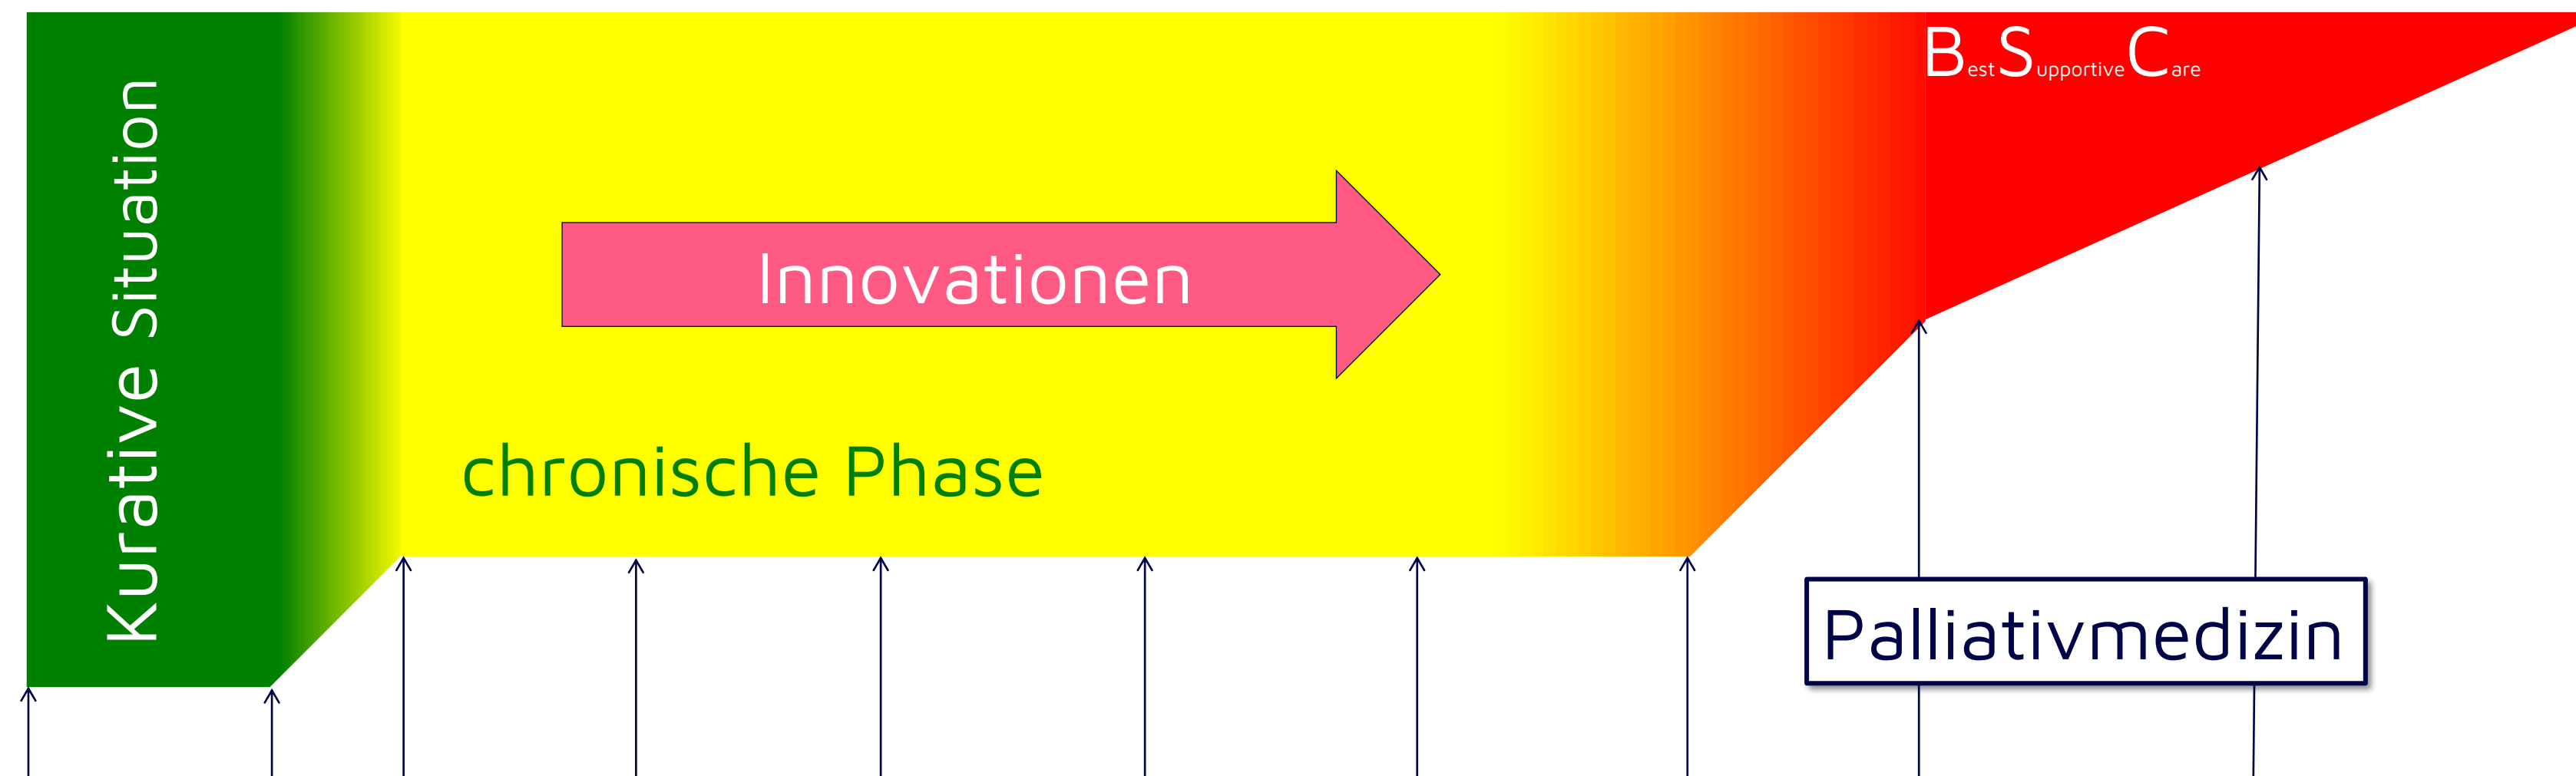 Kurative Situation
Best Supportive Care
Innovationen
chronische Phase
Palliativmedizin